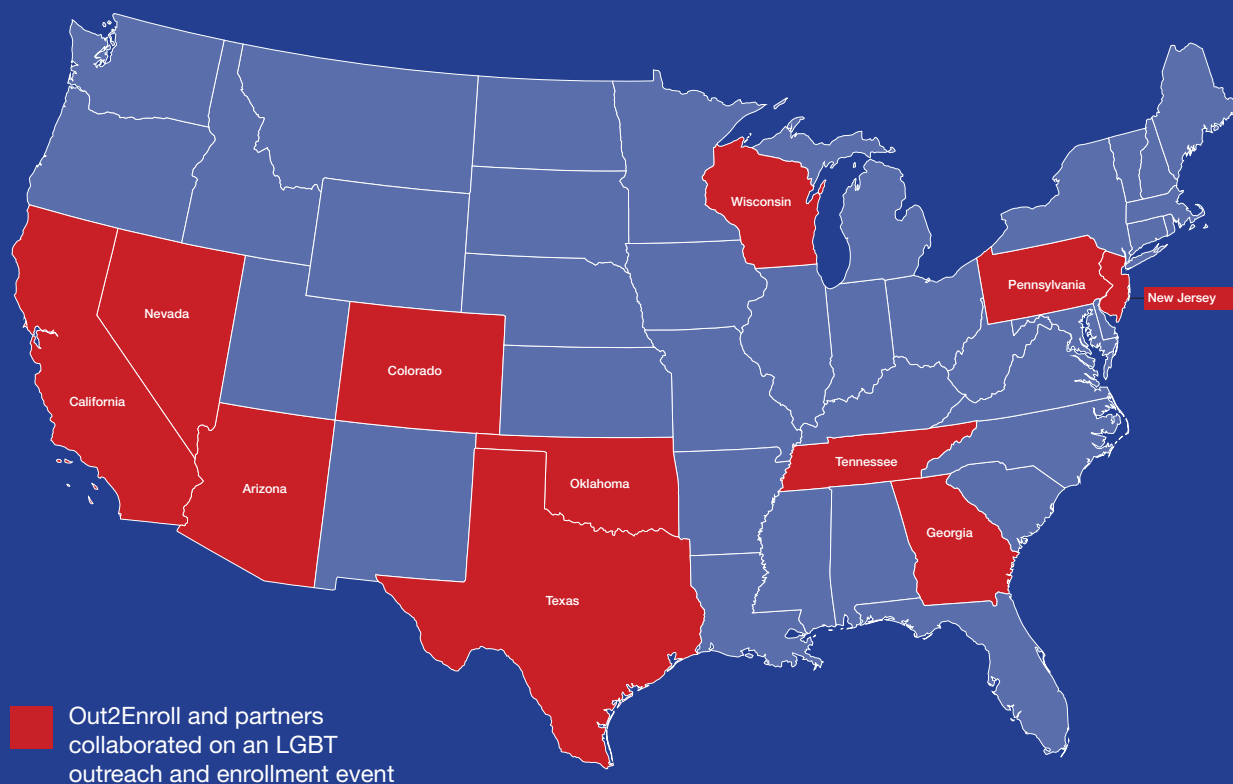 Wisconsin
Pennsylvania
New Jersey
Nevada
Colorado
California
Tennessee
Oklahoma
Arizona
Georgia
Texas
Out2Enroll and partners
collaborated on an LGBT
outreach and enrollment event